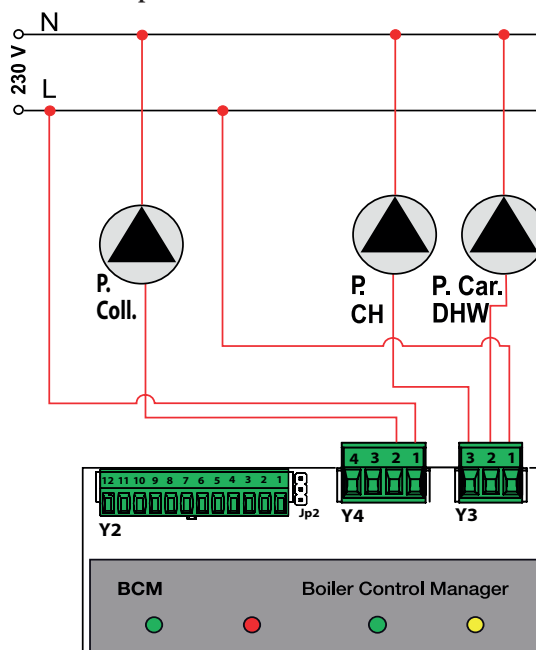 N
230 V
L
P.
Coll.
P.
CH
P. Car.
DHW
12 11 10 9 8 7 6 5 4 3 2 1
Jp2
Y2
4 3 2 1
Y4
3 2 1
Y3
BCM
Boiler Control Manager